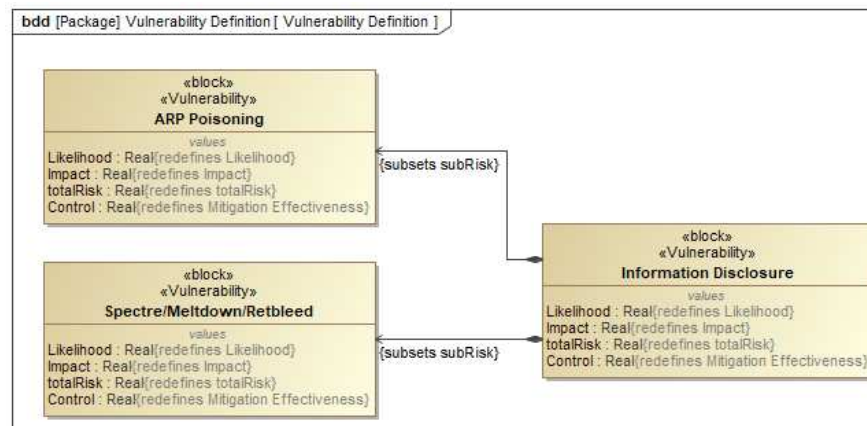 bdd [Package] Vulnerability Definition [ Vulnerability Definition ]
«block»
«Vulnerability»
ARP Poisoning
values
Likelihood : Real{redefines Likelihood}
Impact : Real{redefines Impact}
totalRisk : Real{redefines totalRisk}
Control : Real{redefines Mitigation Effectiveness}
{subsets subRisk}
«block»
«Vulnerability»
Information Disclosure
values
Likelihood : Real{redefines Likelihood}
Impact : Real{redefines Impact}
totalRisk : Real{redefines totalRisk}
Control : Real{redefines Mitigation Effectiveness}
«block»
«Vulnerability»
Spectre/Meltdown/Retbleed
values
Likelihood : Real{redefines Likelihood}
Impact : Real{redefines Impact}
totalRisk : Real{redefines totalRisk}
Control : Real{redefines Mitigation Effectiveness}
{subsets subRisk}